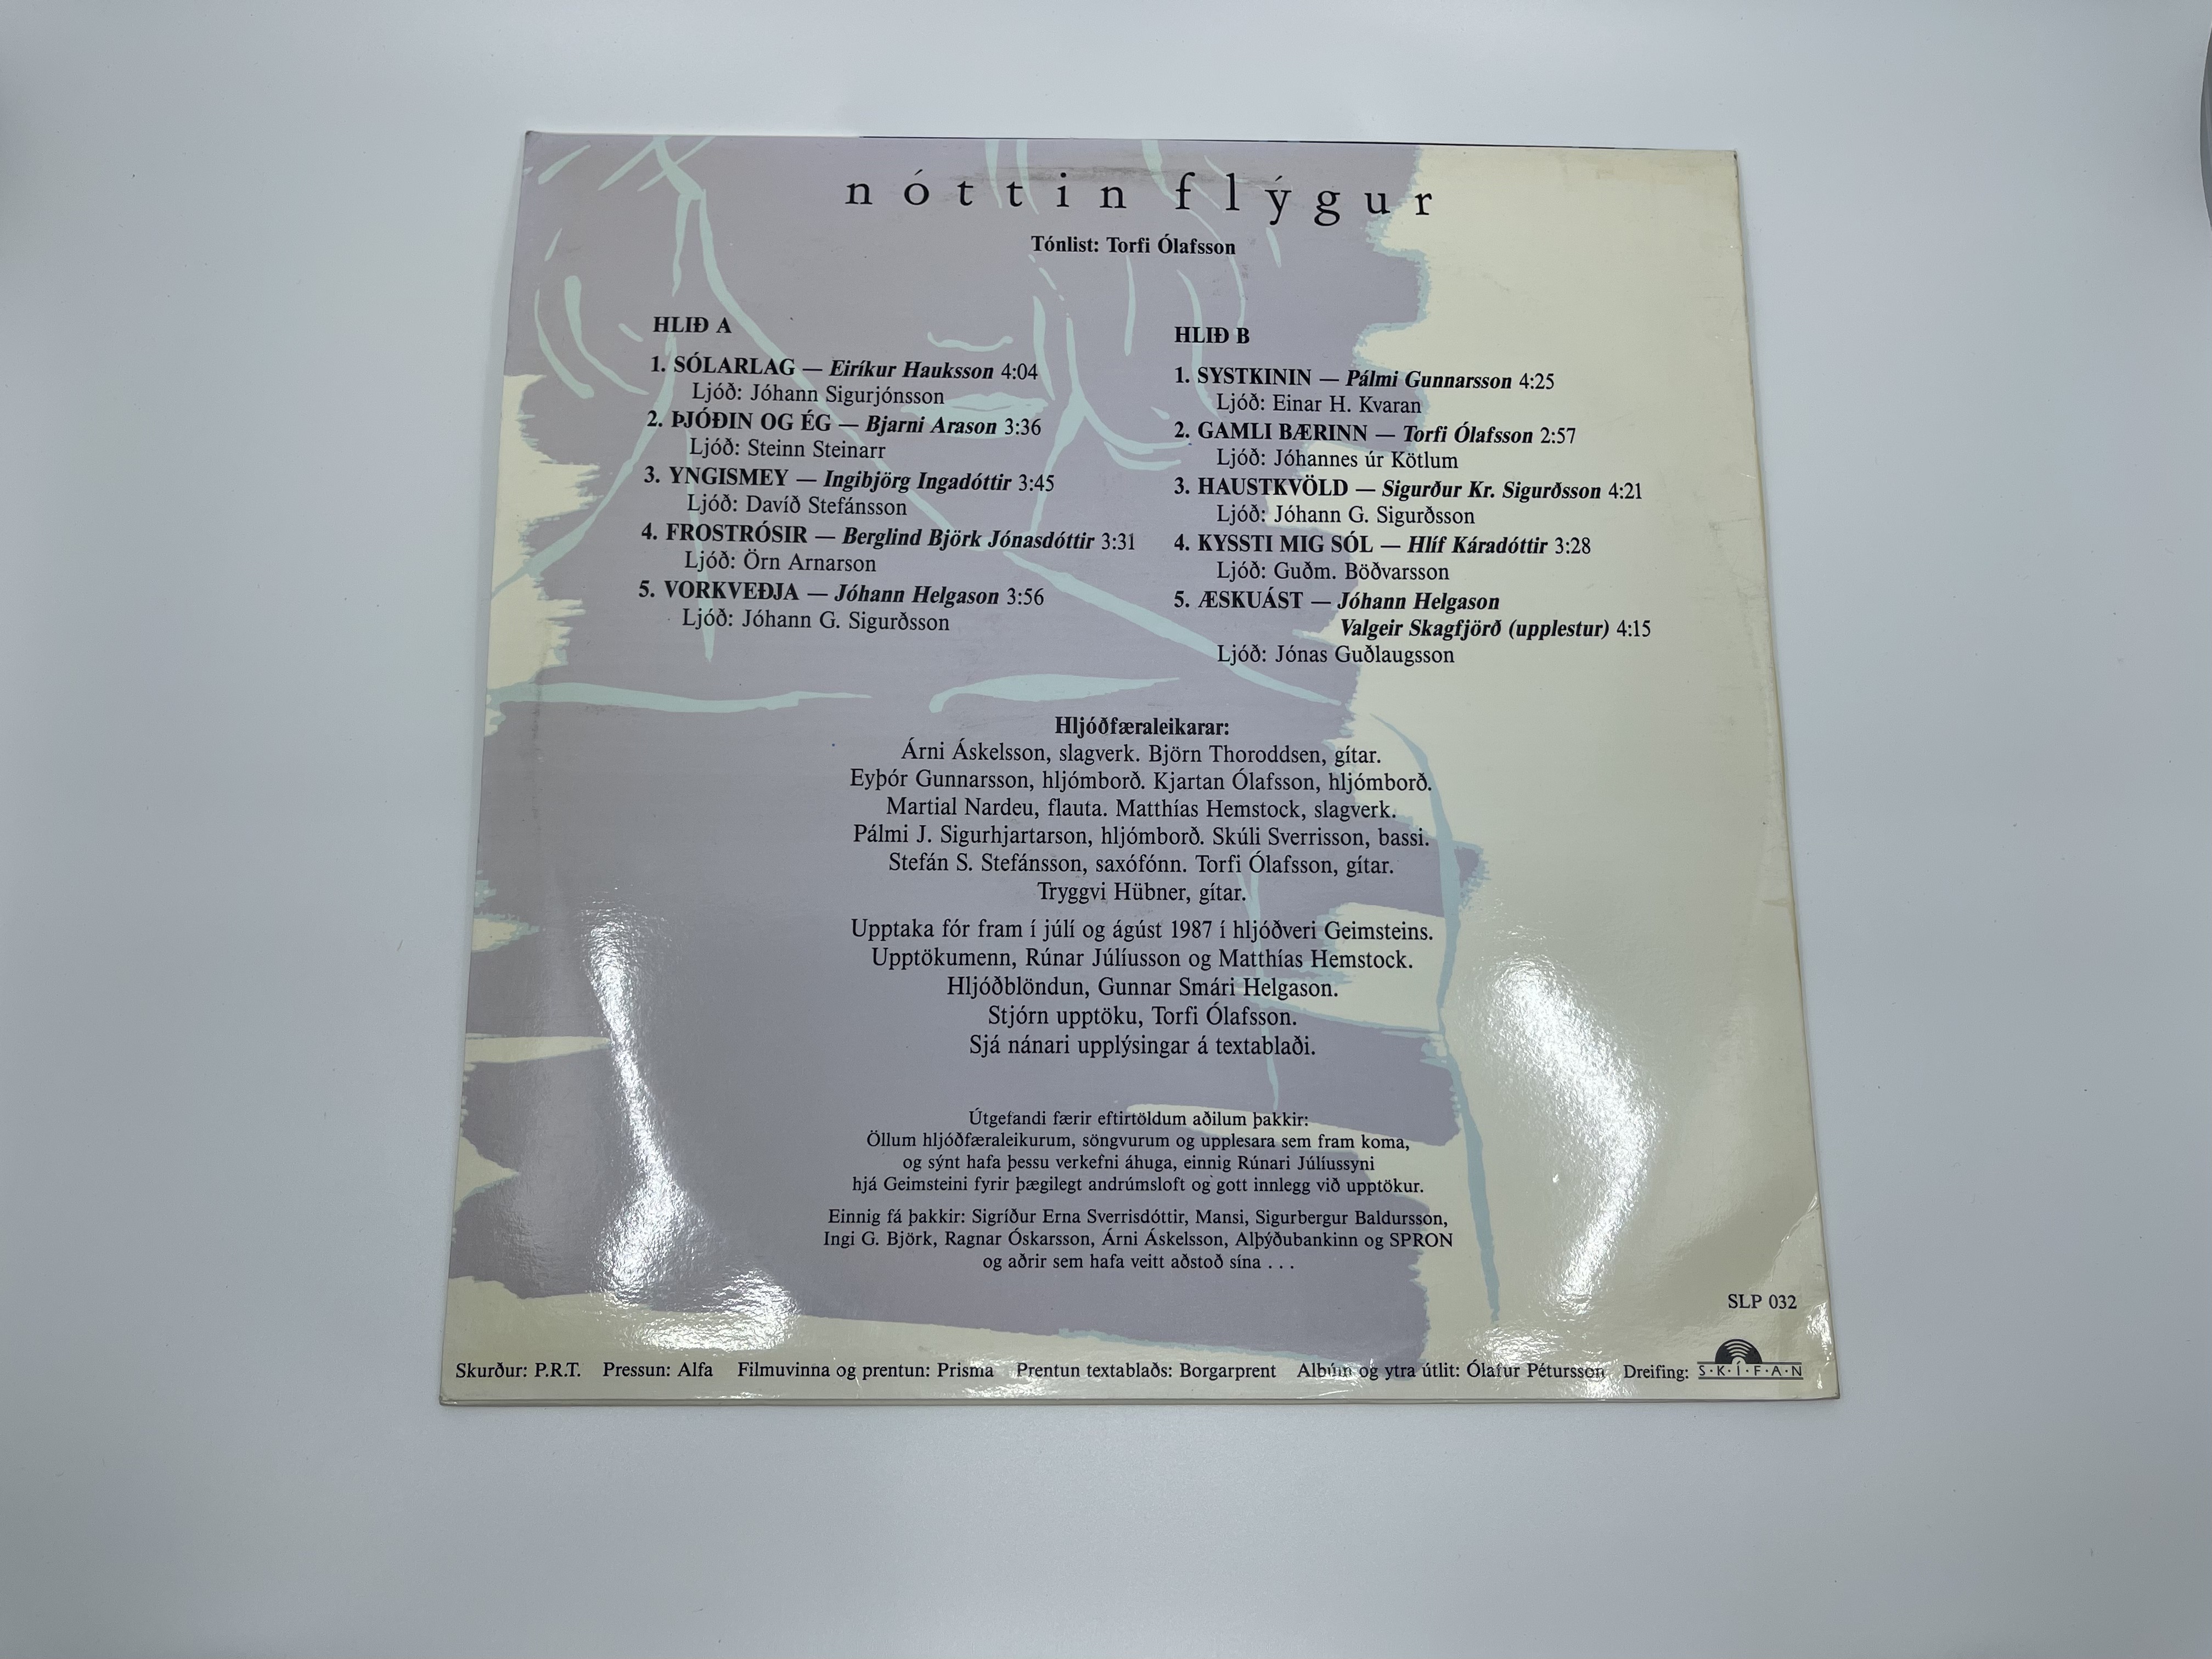 nóttin flýgur
Tónlist: Torfi Ólafsson
HLIÐ A
1. SÓLARLAG — Eiríkur Hauksson 4:04
Ljóð: Jóhann Sigurjónsson
2. ÞJÓÐIN OG ÉG — Bjarni Arason 3:36
Ljóð: Steinn Steinarr
3. YNGISMEY — Ingibjörg Ingadóttir 3:45
Ljóð: Davíð Stefánsson
4. FROSTRÓSIR — Berglind Björk Jónasdóttir 3:31
Ljóð: Örn Arnarson
5. VORKVEÐJA — Jóhann Helgason 3:56
Ljóð: Jóhann G. Sigurðsson
HLIÐ B
1. SYSTKININ — Pálmi Gunnarsson 4:25
Ljóð: Einar H. Kvaran
2. GAMLI BÆRINN — Torfi Ólafsson 2:57
Ljóð: Jóhannes úr Kötlum
3. HAUSTKVÖLD — Sigurður Kr. Sigurðsson 4:21
Ljóð: Jóhann G. Sigurðsson
4. KYSSTI MIG SÓL — Hlíf Káradóttir 3:28
Ljóð: Guðm. Böðvarsson
5. ÆSKUÁST — Jóhann Helgason
Valgeir Skagfjörð (upplestur) 4:15
Ljóð: Jónas Guðlaugsson
Hljóðfæraleikarar:
Árni Áskelsson, slagverk. Björn Thoroddsen, gítar.
Eyþór Gunnarsson, hljómborð. Kjartan Ólafsson, hljómborð.
Martial Nardeu, flauta. Matthías Hemstock, slagverk.
Pálmi J. Sigurhjartarson, hljómborð. Skúli Sverrisson, bassi.
Stefán S. Stefánsson, saxófónn. Torfi Ólafsson, gítar.
Tryggvi Hübner, gítar.
Upptaka fór fram í júlí og ágúst 1987 í hljóðveri Geimsteins.
Upptökumenn, Rúnar Júlíusson og Matthías Hemstock.
Hljóðblöndun, Gunnar Smári Helgason.
Stjórn upptöku, Torfi Ólafsson.
Sjá nánari upplýsingar á textablaði.
Útgefandi færir eftirtöldum aðilum þakkir:
Öllum hljóðfæraleikurum, söngvurum og upplesara sem fram koma,
og sýnt hafa þessu verkefni áhuga, einnig Rúnari Júlíussyni
hjá Geimsteini fyrir þægilegt andrúmsloft og gott innlegg við upptökur.
Einnig fá þakkir: Sigríður Erna Sverrisdóttir, Mansi, Sigurbergur Baldursson,
Ingi G. Björk, Ragnar Óskarsson, Árni Áskelsson, Alþýðubankinn og SPRON
og aðrir sem hafa veitt aðstoð sína . . .
SLP 032
Skurður: P.R.T. Pressun: Alfa Filmuvinna og prentun: Prisma Prentun textablaðs: Borgarprent Albúm og ytra útlit: Ólafur Pétursson Dreifing: S·K·Í·F·A·N